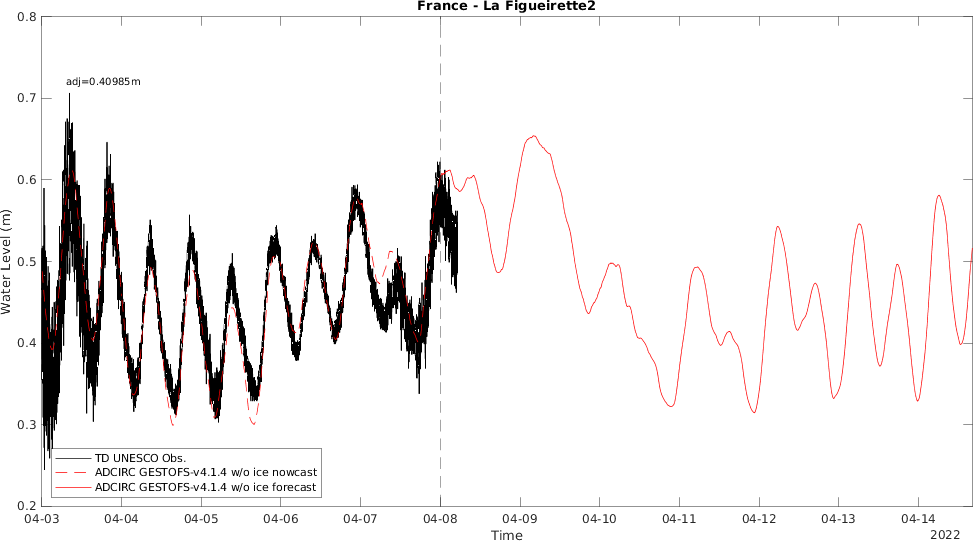 France - La Figueirette2
0.8
0.7
0.6
0.5
0.4
0.3
0.2
Water Level (m)
adj=0.40985m
TD UNESCO Obs.
ADCIRC GESTOFS-v4.1.4 w/o ice nowcast
ADCIRC GESTOFS-v4.1.4 w/o ice forecast
04-03 04-04 04-05 04-06 04-07 04-08 04-09 04-10 04-11 04-12 04-13 04-14
Time
2022